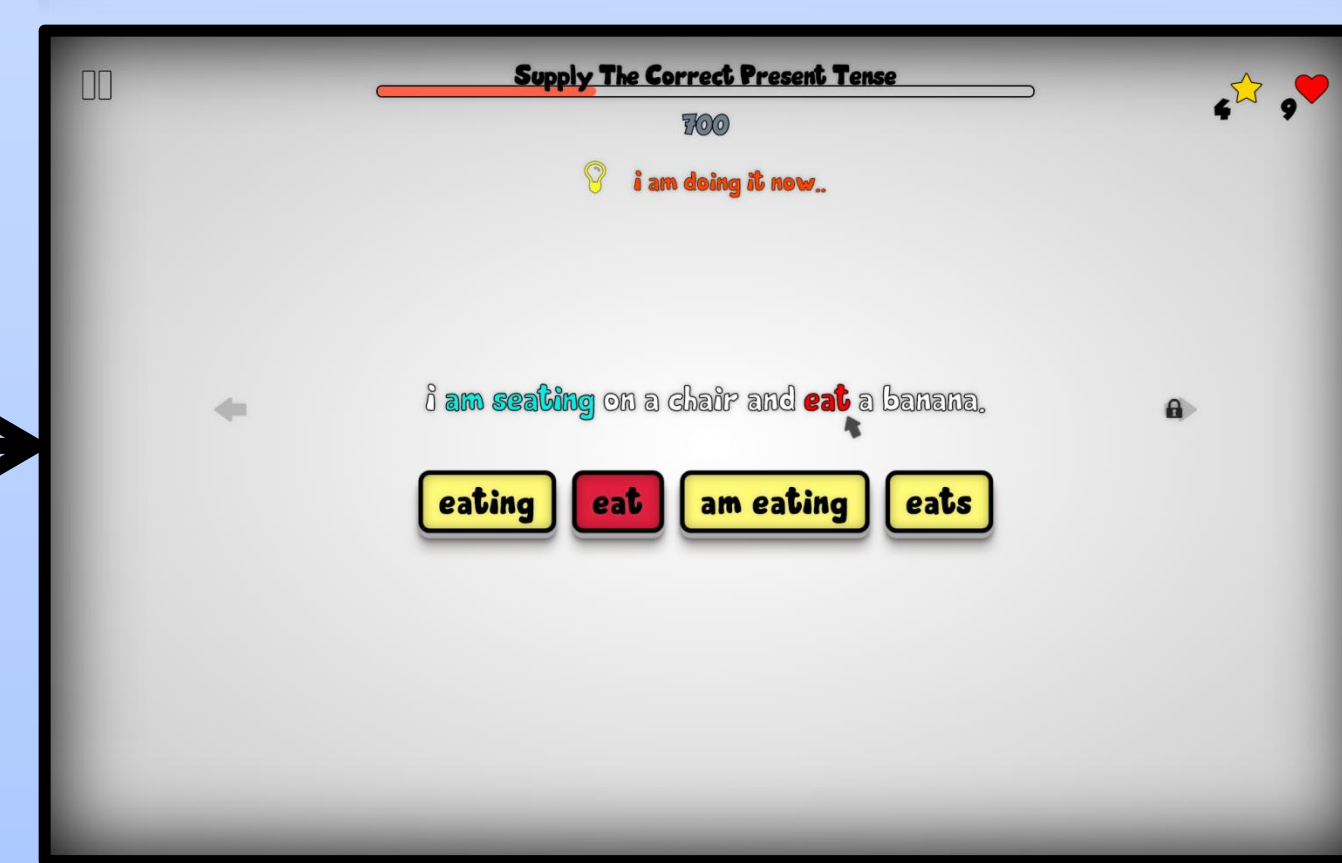 Supply The Correct Present Tense
4 9
700
i am doing it now..
i am seating on a chair and eat a banana.
eating eat am eating eats